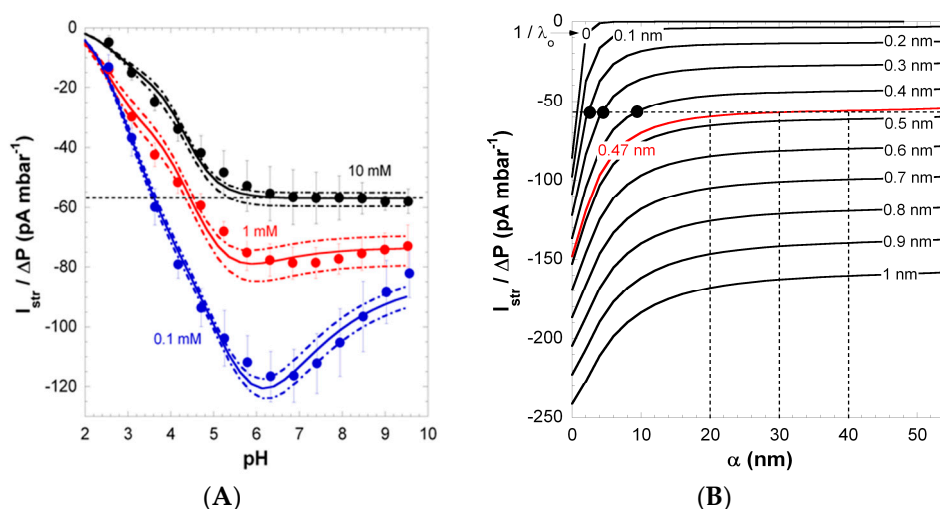 I_str / ΔP (pA mbar⁻¹)
0
-20
-40
-60
-80
-100
-120
10 mM
1 mM
0.1 mM
2 3 4 5 6 7 8 9 10
pH
(A)
B
I_str / ΔP (pA mbar⁻¹)
0
-50
-100
-150
-200
-250
1 / λ_o
0
0.1 nm
0.2 nm
0.3 nm
0.4 nm
0.47 nm
0.5 nm
0.6 nm
0.7 nm
0.8 nm
0.9 nm
1 nm
0 10 20 30 40 50
α (nm)
(B)